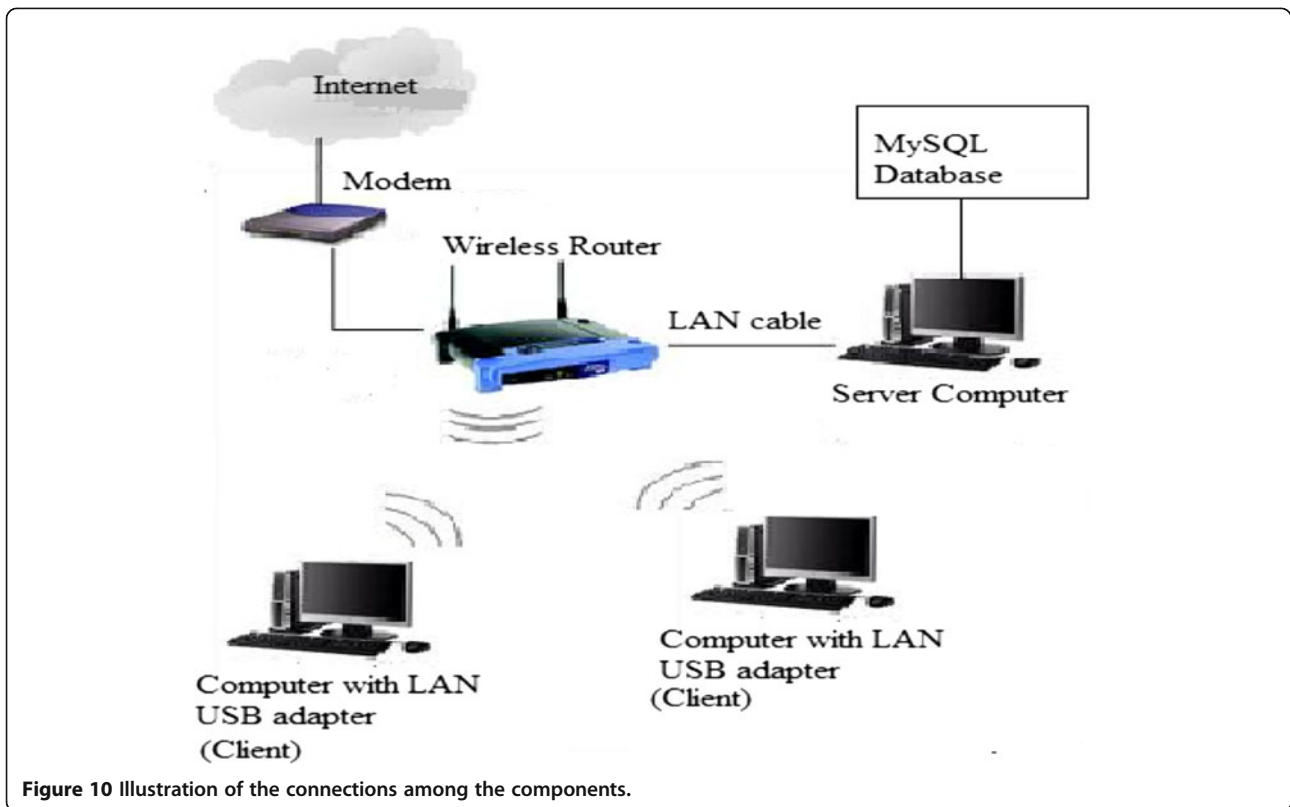 Internet
MySQL
Database
Modem
Wireless Router
LAN cable
Server Computer
Computer with LAN
USB adapter
(Client)
Computer with LAN
USB adapter
(Client)
Figure 10 Illustration of the connections among the components.